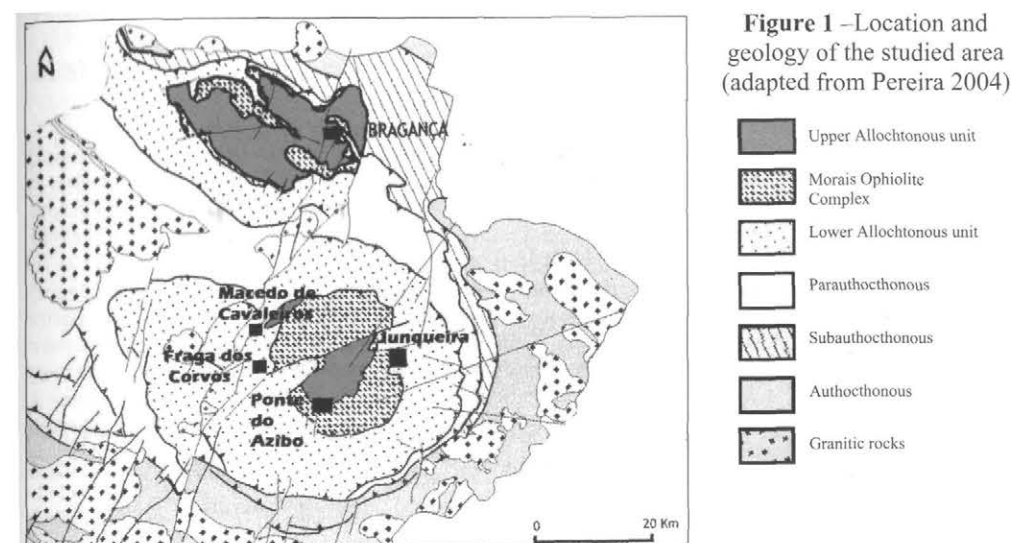 N
BRAGANÇA
Macedo de
Cavaleiros
Junqueira
Fraga dos
Corvos
Ponte
do
Azibo
0 20 Km
Figure 1 –Location and
geology of the studied area
(adapted from Pereira 2004)
Upper Allochtonous unit
Morais Ophiolite
Complex
Lower Allochtonous unit
Parauthocthonous
Subauthocthonous
Authocthonous
Granitic rocks